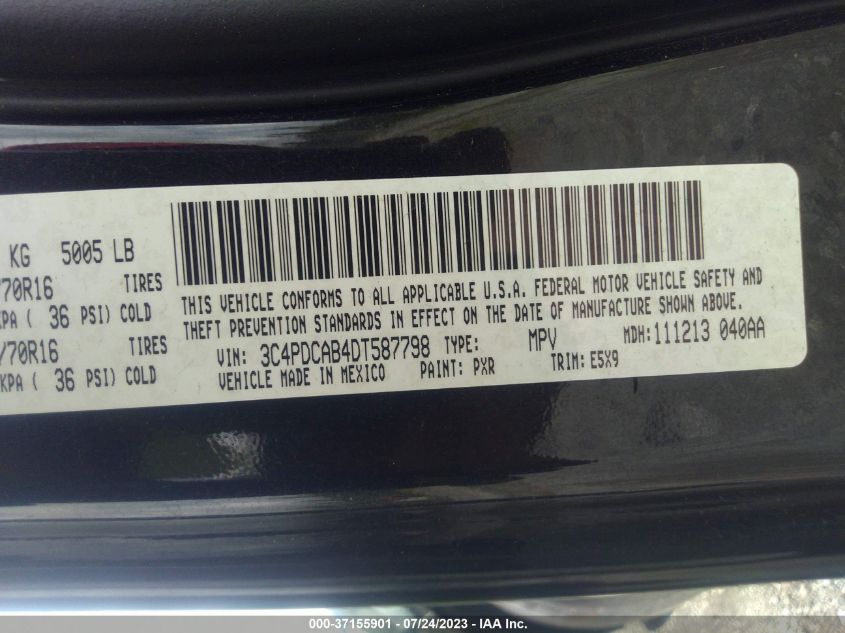 KG 5005 LB
/70R16 TIRES
KPA ( 36 PSI) COLD
/70R16 TIRES
KPA ( 36 PSI) COLD
THIS VEHICLE CONFORMS TO ALL APPLICABLE U.S.A. FEDERAL MOTOR VEHICLE SAFETY AND
THEFT PREVENTION STANDARDS IN EFFECT ON THE DATE OF MANUFACTURE SHOWN ABOVE.
VIN: 3C4PDCAB4DT587798 TYPE: MPV MDH:111213 040AA
VEHICLE MADE IN MEXICO PAINT: PXR TRIM: E5X9
000-37155901 - 07/24/2023 - IAA